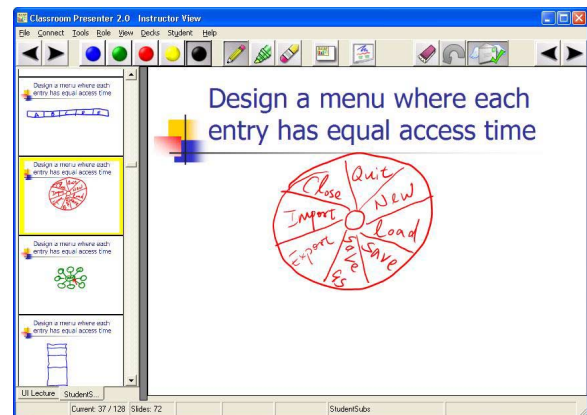 Classroom Presenter 2.0 Instructor View
File Connect Tools Role View Decks Student Help
Design a menu where each
entry has equal access time
A B C D E F
Design a menu where each
entry has equal access time
Design a menu where each
entry has equal access time
Design a menu where each
entry has equal access time
UI Lecture StudentS...
Design a menu where each
entry has equal access time
Close
Quit
New
Load
Save
Save
as
Export
Import
Current: 37 / 128 Slides: 72 StudentSubs